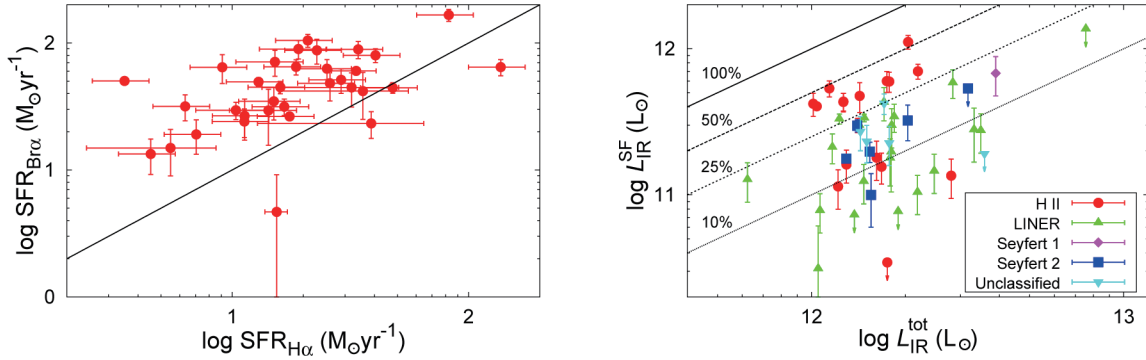 log SFR_Brα (M⊙yr⁻¹)
2
1
0
1
2
log SFR_Hα (M⊙yr⁻¹)
log L_IR^SF (L⊙)
12
11
100%
50%
25%
10%
H II
LINER
Seyfert 1
Seyfert 2
Unclassified
12
13
log L_IR^tot (L⊙)